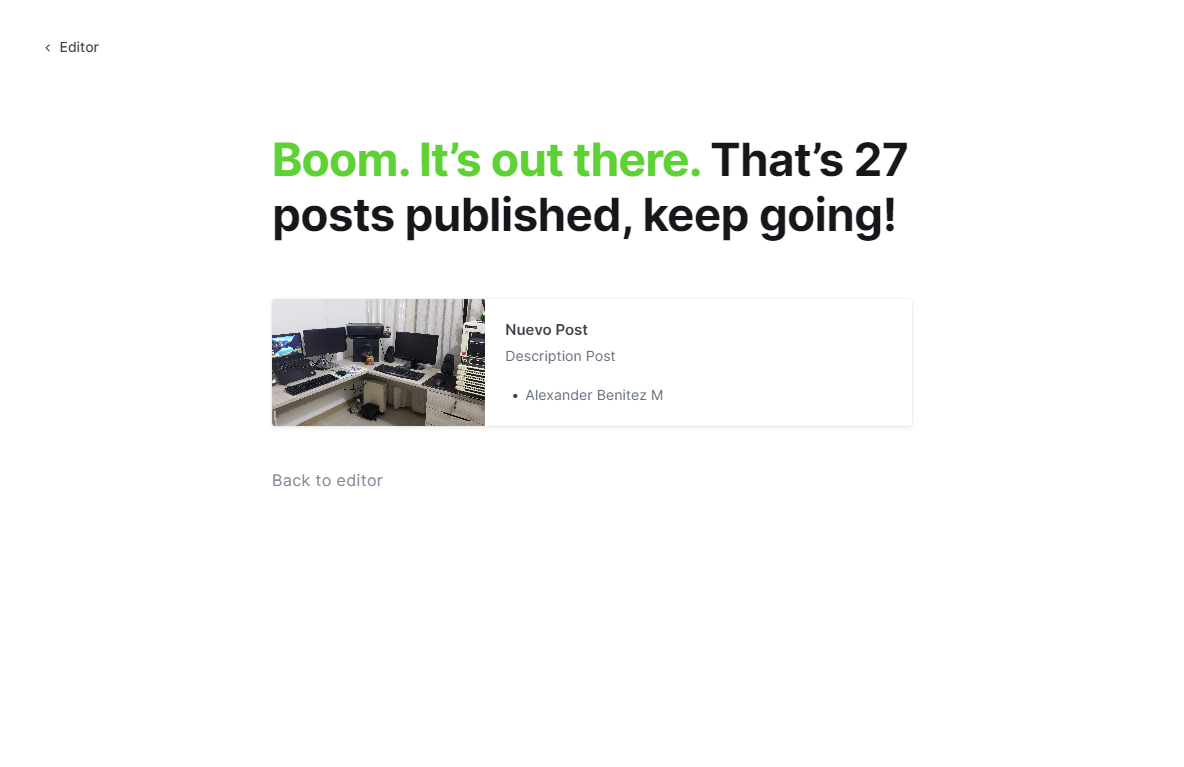 Editor
Boom. It’s out there. That’s 27
posts published, keep going!
Nuevo Post
Description Post
Alexander Benitez M
Back to editor